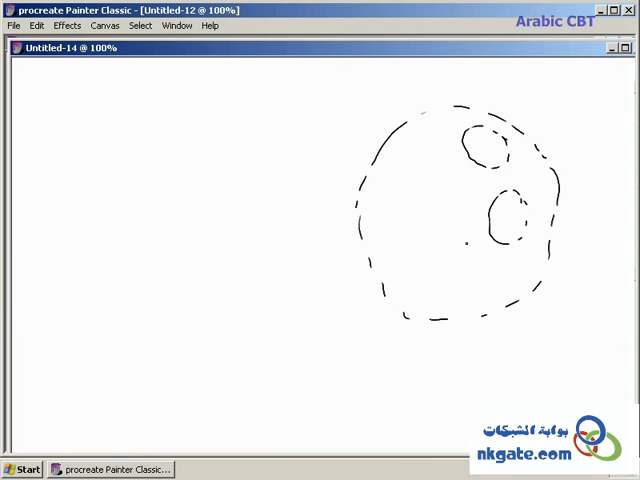 procreate Painter Classic - [Untitled-12 @ 100%]
File Edit Effects Canvas Select Window Help
Arabic CBT
Untitled-14 @ 100%
بوابة الشبكات
nkgate.com
Start
procreate Painter Classic...